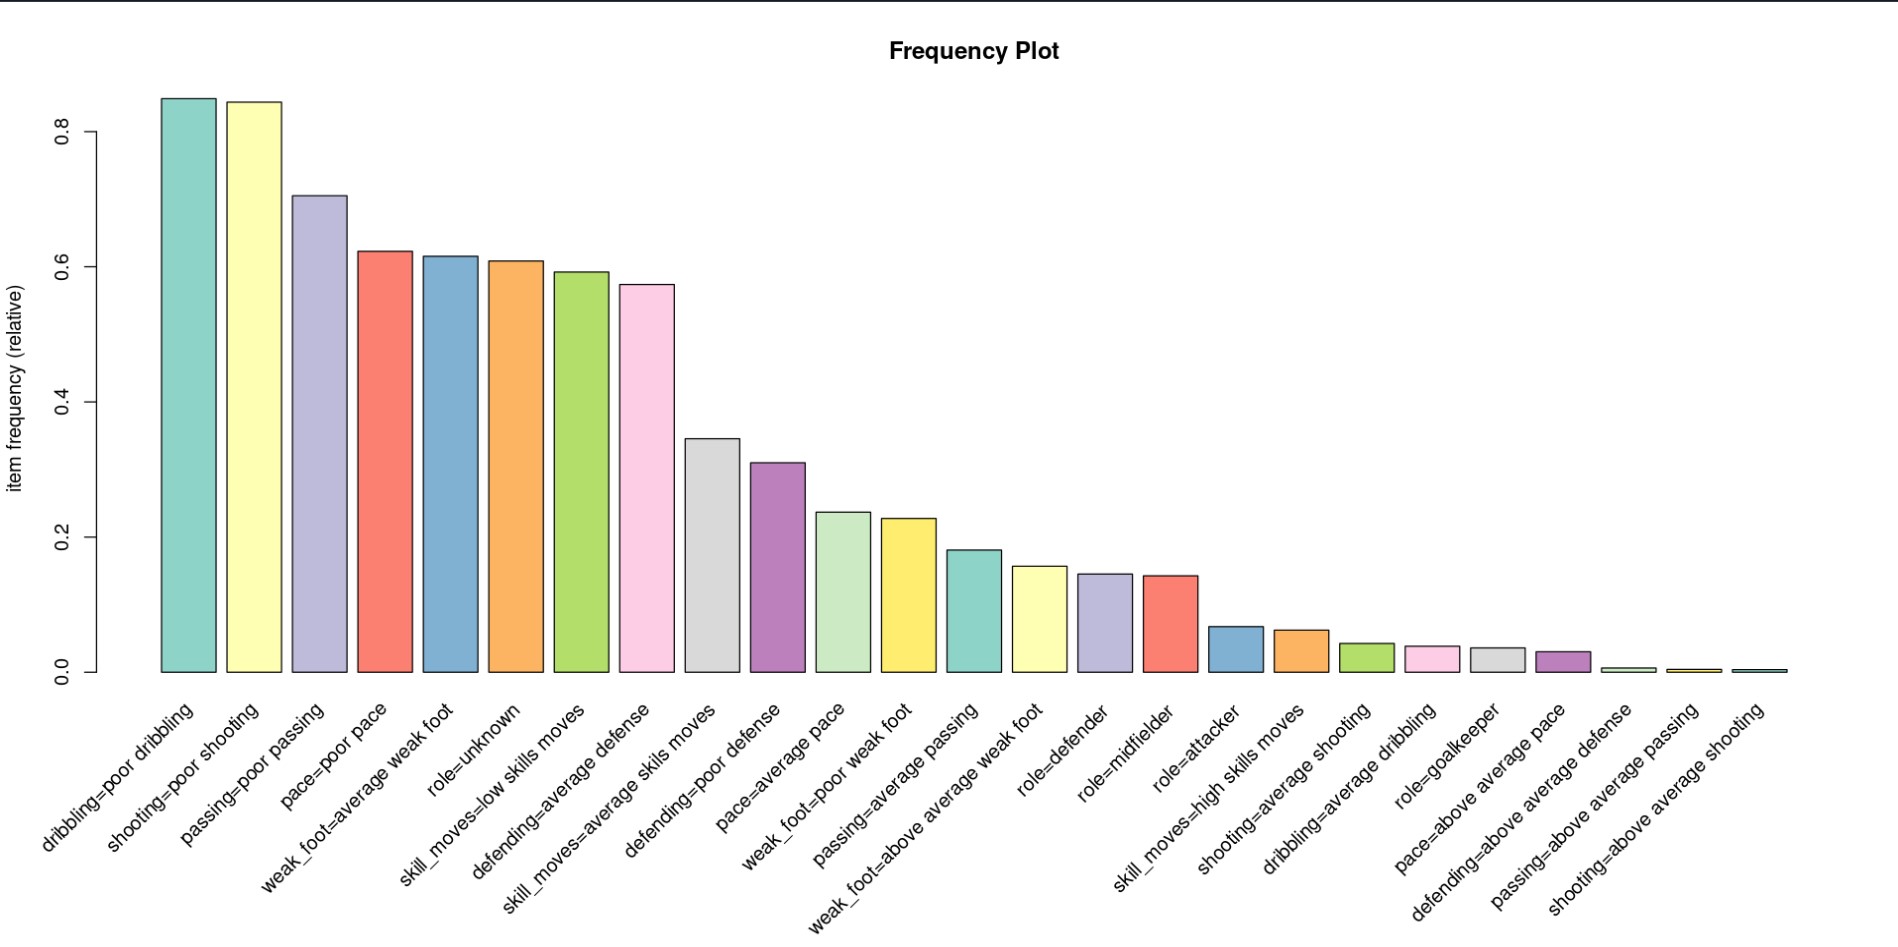 Frequency Plot
item frequency (relative)
0.8
0.6
0.4
0.2
0.0
dribbling=poor dribbling
shooting=poor shooting
passing=poor passing
pace=poor pace
weak_foot=average weak foot
role=unknown
skill_moves=low skills moves
defending=average defense
skill_moves=average skils moves
defending=poor defense
pace=average pace
weak_foot=poor weak foot
passing=average passing
weak_foot=above average weak foot
role=defender
role=midfielder
role=attacker
skill_moves=high skills moves
shooting=average shooting
dribbling=average dribbling
role=goalkeeper
pace=above average pace
defending=above average defense
passing=above average passing
shooting=above average shooting